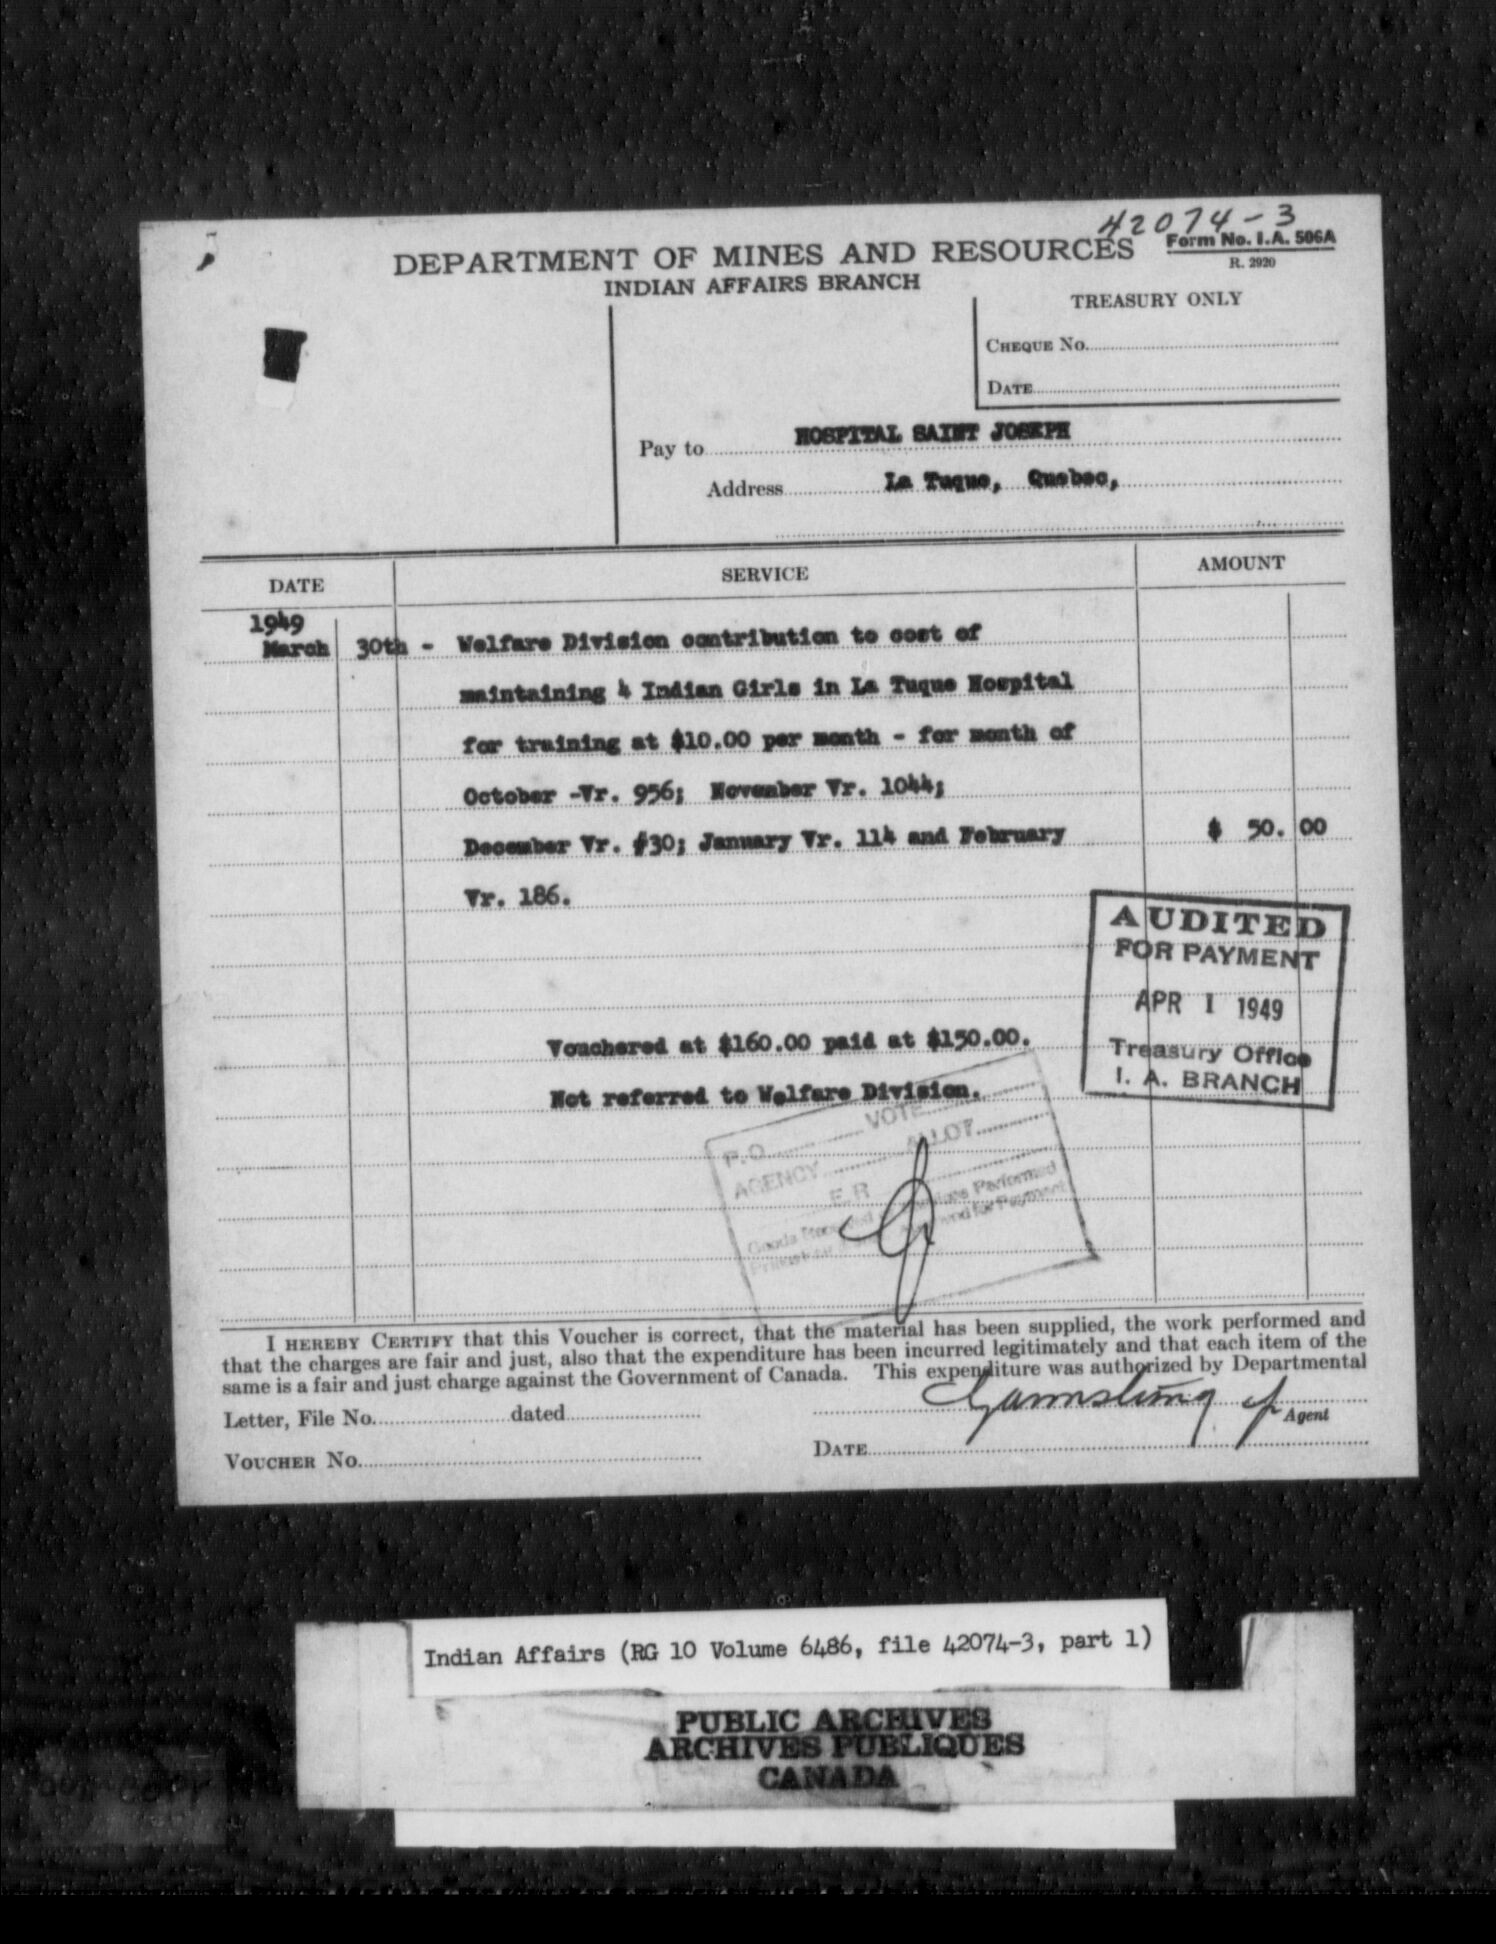 42074-3
DEPARTMENT OF MINES AND RESOURCES
Form No. I.A. 506A
R. 2920
INDIAN AFFAIRS BRANCH
TREASURY ONLY
CHEQUE No.
DATE
Pay to HOSPITAL SAINT JOSEPH
Address La Tuque, Quebec,
DATE SERVICE AMOUNT
1949
March 30th - Welfare Division contribution to cost of
maintaining 4 Indian Girls in La Tuque Hospital
for training at $10.00 per month - for month of
October -Vr. 956; November Vr. 1044;
December Vr. #30; January Vr. 114 and February $ 50.00
Vr. 186.
AUDITED
FOR PAYMENT
APR 1 1949
Treasury Office
I. A. BRANCH
Vouchered at $160.00 paid at $150.00.
Not referred to Welfare Division.
P.O. VOTE
AGENCY ALLOT
E.R
Goods Performed
for Payment
I HEREBY CERTIFY that this Voucher is correct, that the material has been supplied, the work performed and
that the charges are fair and just, also that the expenditure has been incurred legitimately and that each item of the
same is a fair and just charge against the Government of Canada. This expenditure was authorized by Departmental
Letter, File No. dated
Agent
VOUCHER No. DATE
Indian Affairs (RG 10 Volume 6486, file 42074-3, part 1)
PUBLIC ARCHIVES
ARCHIVES PUBLIQUES
CANADA